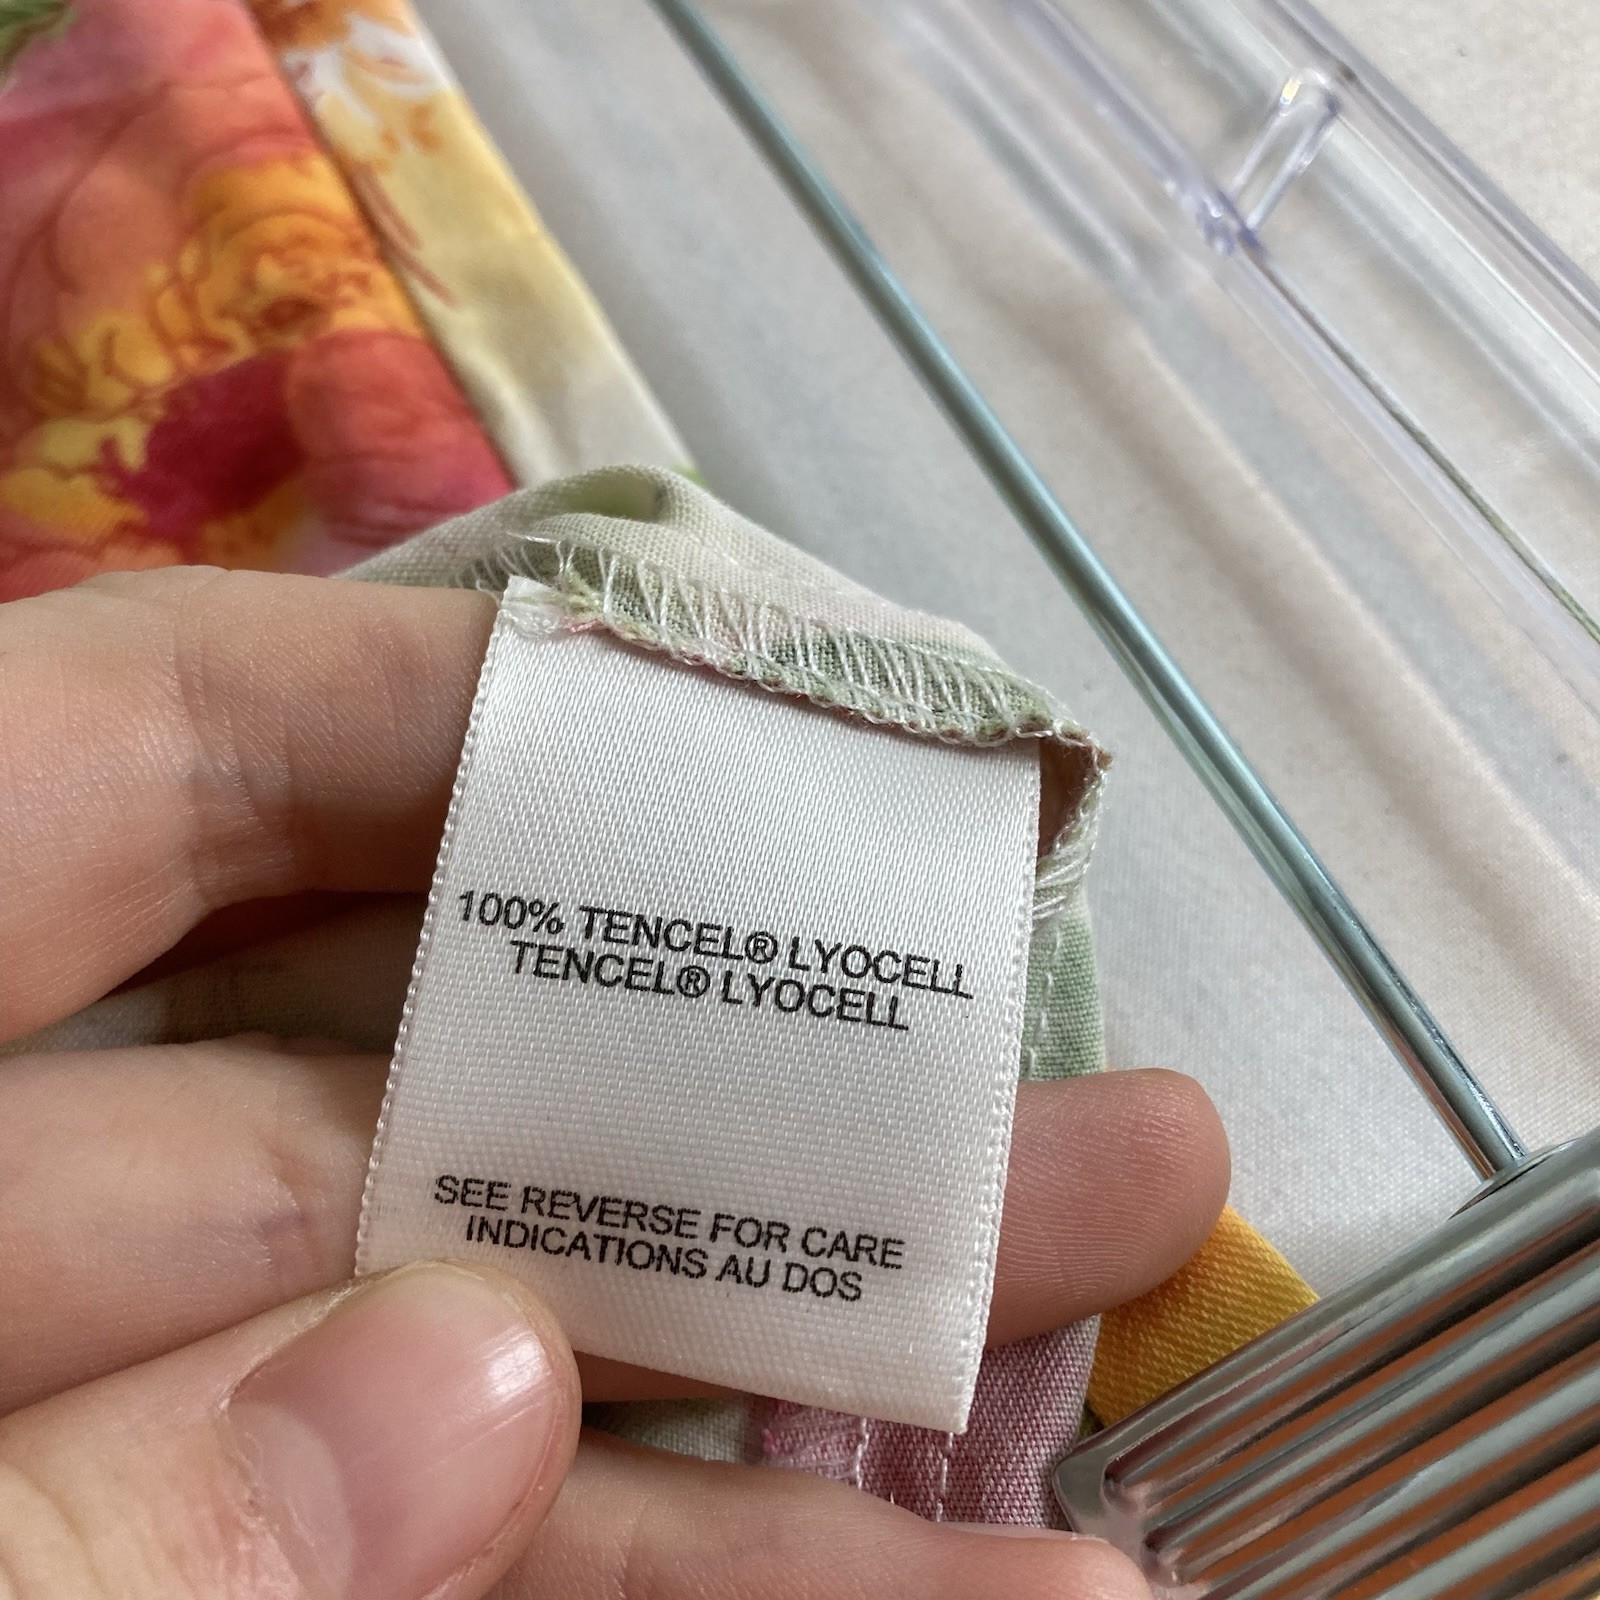 100% TENCEL® LYOCELL
TENCEL® LYOCELL
SEE REVERSE FOR CARE
INDICATIONS AU DOS